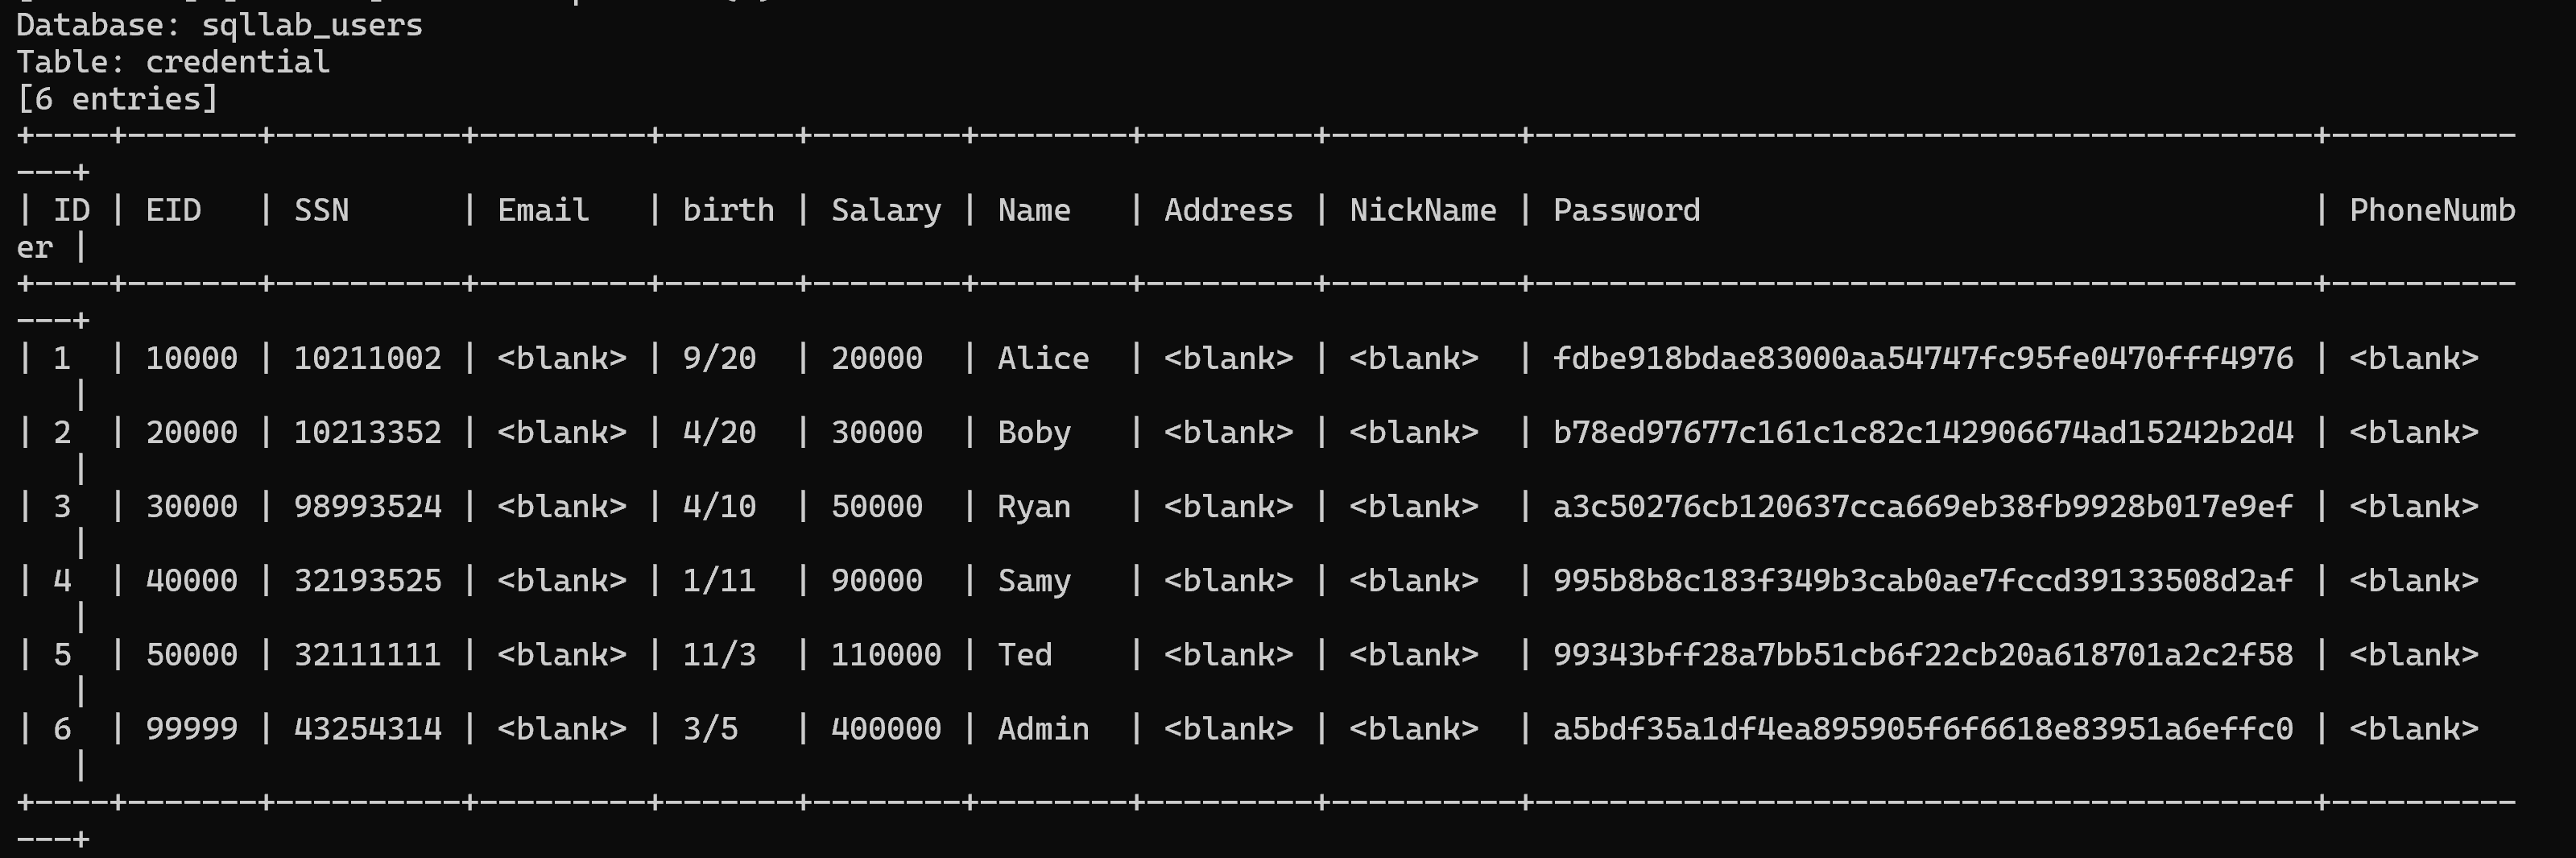 Database: sqllab_users
Table: credential
[6 entries]
+----+-------+----------+---------+-------+--------+--------+---------+----------+------------------------------------------+----------
---+
| ID | EID   | SSN      | Email   | birth | Salary | Name   | Address | NickName | Password                                 | PhoneNumb
er |
+----+-------+----------+---------+-------+--------+--------+---------+----------+------------------------------------------+----------
---+
| 1  | 10000 | 10211002 | <blank> | 9/20  | 20000  | Alice  | <blank> | <blank>  | fdbe918bdae83000aa54747fc95fe0470fff4976 | <blank>
   |
| 2  | 20000 | 10213352 | <blank> | 4/20  | 30000  | Boby   | <blank> | <blank>  | b78ed97677c161c1c82c142906674ad15242b2d4 | <blank>
   |
| 3  | 30000 | 98993524 | <blank> | 4/10  | 50000  | Ryan   | <blank> | <blank>  | a3c50276cb120637cca669eb38fb9928b017e9ef | <blank>
   |
| 4  | 40000 | 32193525 | <blank> | 1/11  | 90000  | Samy   | <blank> | <blank>  | 995b8b8c183f349b3cab0ae7fccd39133508d2af | <blank>
   |
| 5  | 50000 | 32111111 | <blank> | 11/3  | 110000 | Ted    | <blank> | <blank>  | 99343bff28a7bb51cb6f22cb20a618701a2c2f58 | <blank>
   |
| 6  | 99999 | 43254314 | <blank> | 3/5   | 400000 | Admin  | <blank> | <blank>  | a5bdf35a1df4ea895905f6f6618e83951a6effc0 | <blank>
   |
+----+-------+----------+---------+-------+--------+--------+---------+----------+------------------------------------------+----------
---+